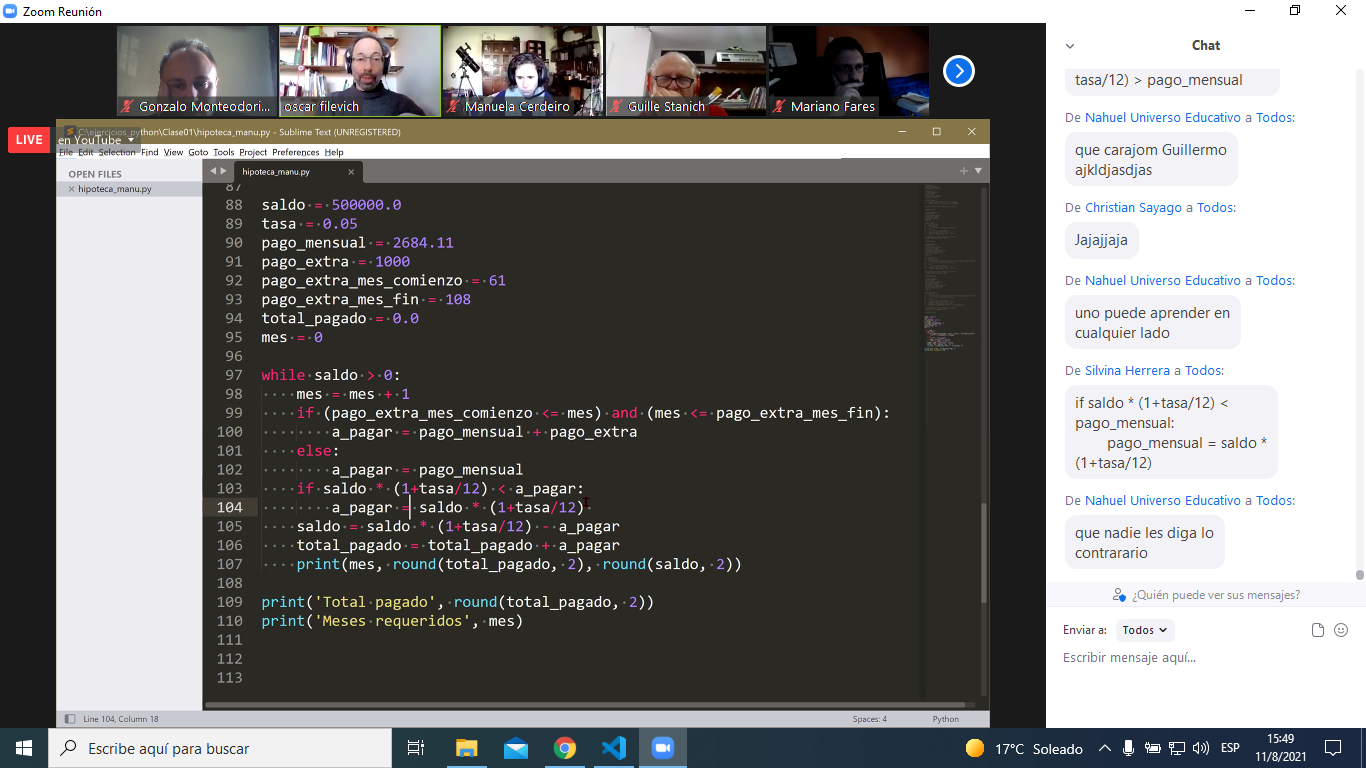 Zoom Reunión
Gonzalo Monteodori...
oscar filevich
Manuela Cerdeiro
Guille Stanich
Mariano Fares
LIVE
en YouTube
C:\ejercicios_python\Clase01\hipoteca_manu.py - Sublime Text (UNREGISTERED)
File Edit Selection Find View Goto Tools Project Preferences Help
OPEN FILES
hipoteca_manu.py
hipoteca_manu.py
87
88 saldo = 500000.0
89 tasa = 0.05
90 pago_mensual = 2684.11
91 pago_extra = 1000
92 pago_extra_mes_comienzo = 61
93 pago_extra_mes_fin = 108
94 total_pagado = 0.0
95 mes = 0
96
97 while saldo > 0:
98     mes = mes + 1
99     if (pago_extra_mes_comienzo <= mes) and (mes <= pago_extra_mes_fin):
100         a_pagar = pago_mensual + pago_extra
101     else:
102         a_pagar = pago_mensual
103     if saldo * (1+tasa/12) < a_pagar:
104         a_pagar = saldo * (1+tasa/12)
105     saldo = saldo * (1+tasa/12) - a_pagar
106     total_pagado = total_pagado + a_pagar
107     print(mes, round(total_pagado, 2), round(saldo, 2))
108
109 print('Total pagado', round(total_pagado, 2))
110 print('Meses requeridos', mes)
111
112
113
Line 104, Column 18
Spaces: 4
Python
Chat
tasa/12) > pago_mensual
De Nahuel Universo Educativo a Todos:
que carajom Guillermo
ajkldjasdjas
De Christian Sayago a Todos:
Jajajjaja
De Nahuel Universo Educativo a Todos:
uno puede aprender en
cualquier lado
De Silvina Herrera a Todos:
if saldo * (1+tasa/12) <
pago_mensual:
pago_mensual = saldo *
(1+tasa/12)
De Nahuel Universo Educativo a Todos:
que nadie les diga lo
contrarario
¿Quién puede ver sus mensajes?
Enviar a: Todos
Escribir mensaje aquí...
Escribe aquí para buscar
17°C Soleado
ESP
15:49
11/8/2021